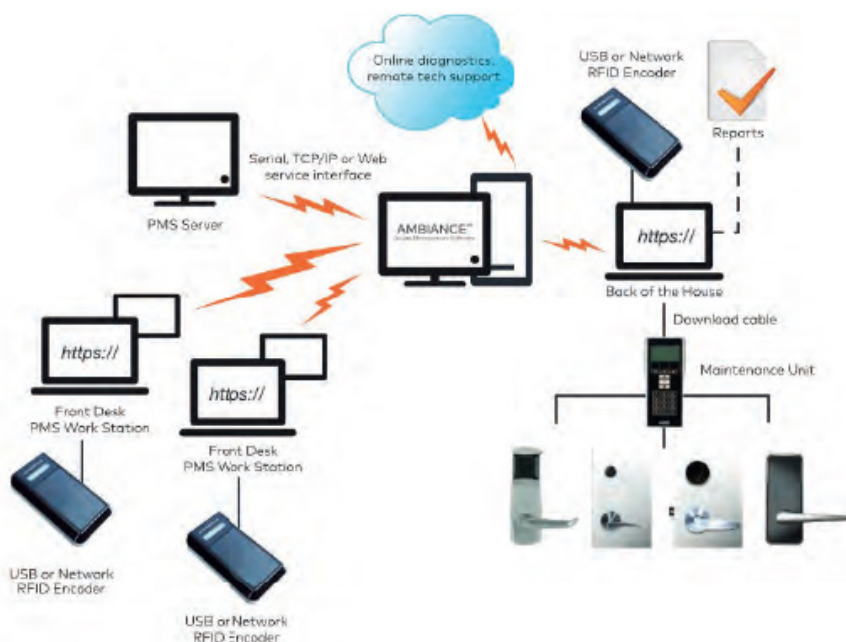 Online diagnostics,
remote tech support
USB or Network
RFID Encoder
Reports
Serial, TCP/IP or Web
service interface
PMS Server
AMBIANCE™
https://
Back of the House
Download cable
Maintenance Unit
https://
Front Desk
PMS Work Station
https://
Front Desk
PMS Work Station
USB or Network
RFID Encoder
USB or Network
RFID Encoder